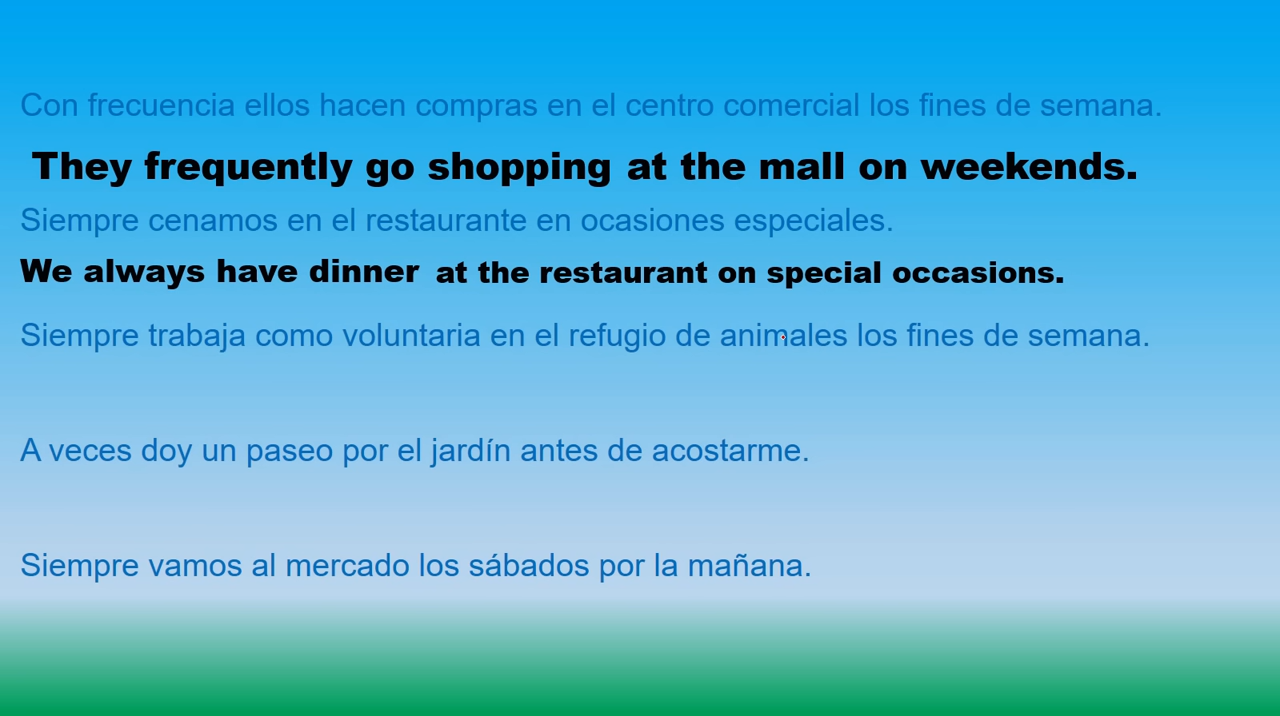 Con frecuencia ellos hacen compras en el centro comercial los fines de semana.
They frequently go shopping at the mall on weekends.
Siempre cenamos en el restaurante en ocasiones especiales.
We always have dinner at the restaurant on special occasions.
Siempre trabaja como voluntaria en el refugio de animales los fines de semana.
A veces doy un paseo por el jardín antes de acostarme.
Siempre vamos al mercado los sábados por la mañana.